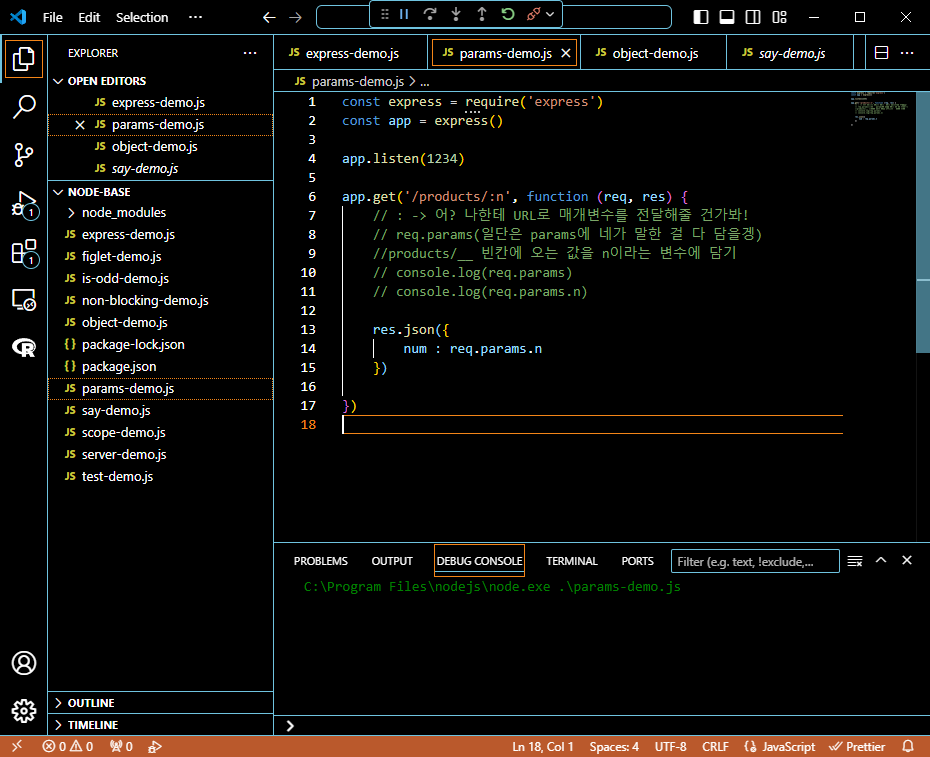 File Edit Selection ···
EXPLORER ···
OPEN EDITORS
JS express-demo.js
JS params-demo.js
JS object-demo.js
JS say-demo.js
NODE-BASE
node_modules
JS express-demo.js
JS figlet-demo.js
JS is-odd-demo.js
JS non-blocking-demo.js
JS object-demo.js
{} package-lock.json
{} package.json
JS params-demo.js
JS say-demo.js
JS scope-demo.js
JS server-demo.js
JS test-demo.js
OUTLINE
TIMELINE
1
1
R
JS express-demo.js JS params-demo.js JS object-demo.js JS say-demo.js ···
JS params-demo.js > ...
1 const express = require('express')
2 const app = express()
3
4 app.listen(1234)
5
6 app.get('/products/:n', function (req, res) {
7 // : -> 어? 나한테 URL로 매개변수를 전달해줄 건가봐!
8 // req.params(일단은 params에 네가 말한 걸 다 담을겡)
9 //products/__ 빈칸에 오는 값을 n이라는 변수에 담기
10 // console.log(req.params)
11 // console.log(req.params.n)
12
13 res.json({
14 num : req.params.n
15 })
16
17 })
18
PROBLEMS OUTPUT DEBUG CONSOLE TERMINAL PORTS Filter (e.g. text, !exclude,...
C:\Program Files\nodejs\node.exe .\params-demo.js
0 0 0 Ln 18, Col 1 Spaces: 4 UTF-8 CRLF {} JavaScript Prettier